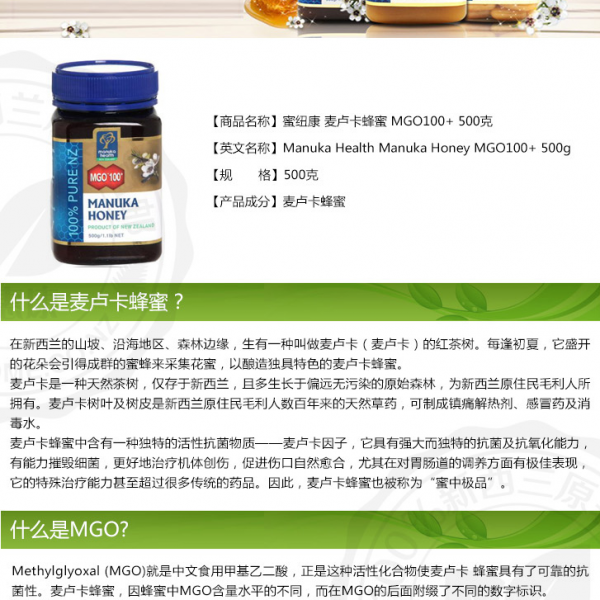 100% PURE NZ
MANUKA
HEALTH
MGO 100+
MANUKA
HONEY
PRODUCT OF NEW ZEALAND
500g/1.1lb NET
【商品名称】蜜纽康 麦卢卡蜂蜜 MGO100+ 500克
【英文名称】Manuka Health Manuka Honey MGO100+ 500g
【规　　格】500克
【产品成分】麦卢卡蜂蜜
什么是麦卢卡蜂蜜？
在新西兰的山坡、沿海地区、森林边缘，生有一种叫做麦卢卡（麦卢卡）的红茶树。每逢初夏，它盛开
的花朵会引得成群的蜜蜂来采集花蜜，以酿造独具特色的麦卢卡蜂蜜。
麦卢卡是一种天然茶树，仅存于新西兰，且多生长于偏远无污染的原始森林，为新西兰原住民毛利人所
拥有。麦卢卡树叶及树皮是新西兰原住民毛利人数百年来的天然草药，可制成镇痛解热剂、感冒药及消
毒水。
麦卢卡蜂蜜中含有一种独特的活性抗菌物质——麦卢卡因子，它具有强大而独特的抗菌及抗氧化能力，
有能力摧毁细菌，更好地治疗机体创伤，促进伤口自然愈合，尤其在对胃肠道的调养方面有极佳表现，
它的特殊治疗能力甚至超过很多传统的药品。因此，麦卢卡蜂蜜也被称为“蜜中极品”。
什么是MGO?
Methylglyoxal (MGO)就是中文食用甲基乙二酸，正是这种活性化合物使麦卢卡 蜂蜜具有了可靠的抗
菌性。麦卢卡蜂蜜，因蜂蜜中MGO含量水平的不同，而在MGO的后面附缀了不同的数字标识。